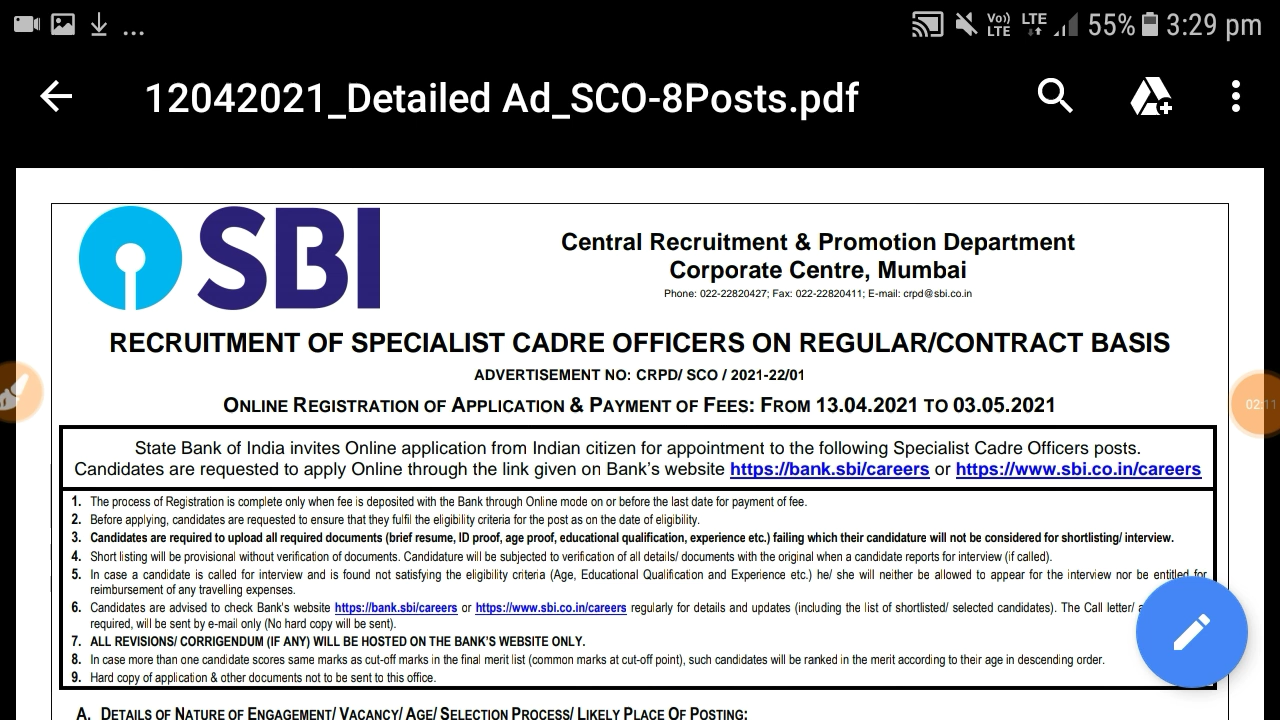 ... Vo) LTE LTE 55% 3:29 pm
12042021_Detailed Ad_SCO-8Posts.pdf
SBI
Central Recruitment & Promotion Department
Corporate Centre, Mumbai
Phone: 022-22820427; Fax: 022-22820411; E-mail: crpd@sbi.co.in
RECRUITMENT OF SPECIALIST CADRE OFFICERS ON REGULAR/CONTRACT BASIS
ADVERTISEMENT NO: CRPD/ SCO / 2021-22/01
ONLINE REGISTRATION OF APPLICATION & PAYMENT OF FEES: FROM 13.04.2021 TO 03.05.2021
02:11
State Bank of India invites Online application from Indian citizen for appointment to the following Specialist Cadre Officers posts.
Candidates are requested to apply Online through the link given on Bank's website https://bank.sbi/careers or https://www.sbi.co.in/careers
1. The process of Registration is complete only when fee is deposited with the Bank through Online mode on or before the last date for payment of fee.
2. Before applying, candidates are requested to ensure that they fulfil the eligibility criteria for the post as on the date of eligibility.
3. Candidates are required to upload all required documents (brief resume, ID proof, age proof, educational qualification, experience etc.) failing which their candidature will not be considered for shortlisting/ interview.
4. Short listing will be provisional without verification of documents. Candidature will be subjected to verification of all details/ documents with the original when a candidate reports for interview (if called).
5. In case a candidate is called for interview and is found not satisfying the eligibility criteria (Age, Educational Qualification and Experience etc.) he/ she will neither be allowed to appear for the interview nor be entitled for
reimbursement of any travelling expenses.
6. Candidates are advised to check Bank's website https://bank.sbi/careers or https://www.sbi.co.in/careers regularly for details and updates (including the list of shortlisted/ selected candidates). The Call letter/
required, will be sent by e-mail only (No hard copy will be sent).
7. ALL REVISIONS/ CORRIGENDUM (IF ANY) WILL BE HOSTED ON THE BANK'S WEBSITE ONLY.
8. In case more than one candidate scores same marks as cut-off marks in the final merit list (common marks at cut-off point), such candidates will be ranked in the merit according to their age in descending order.
9. Hard copy of application & other documents not to be sent to this office.
A. DETAILS OF NATURE OF ENGAGEMENT/ VACANCY/ AGE/ SELECTION PROCESS/ LIKELY PLACE OF POSTING: